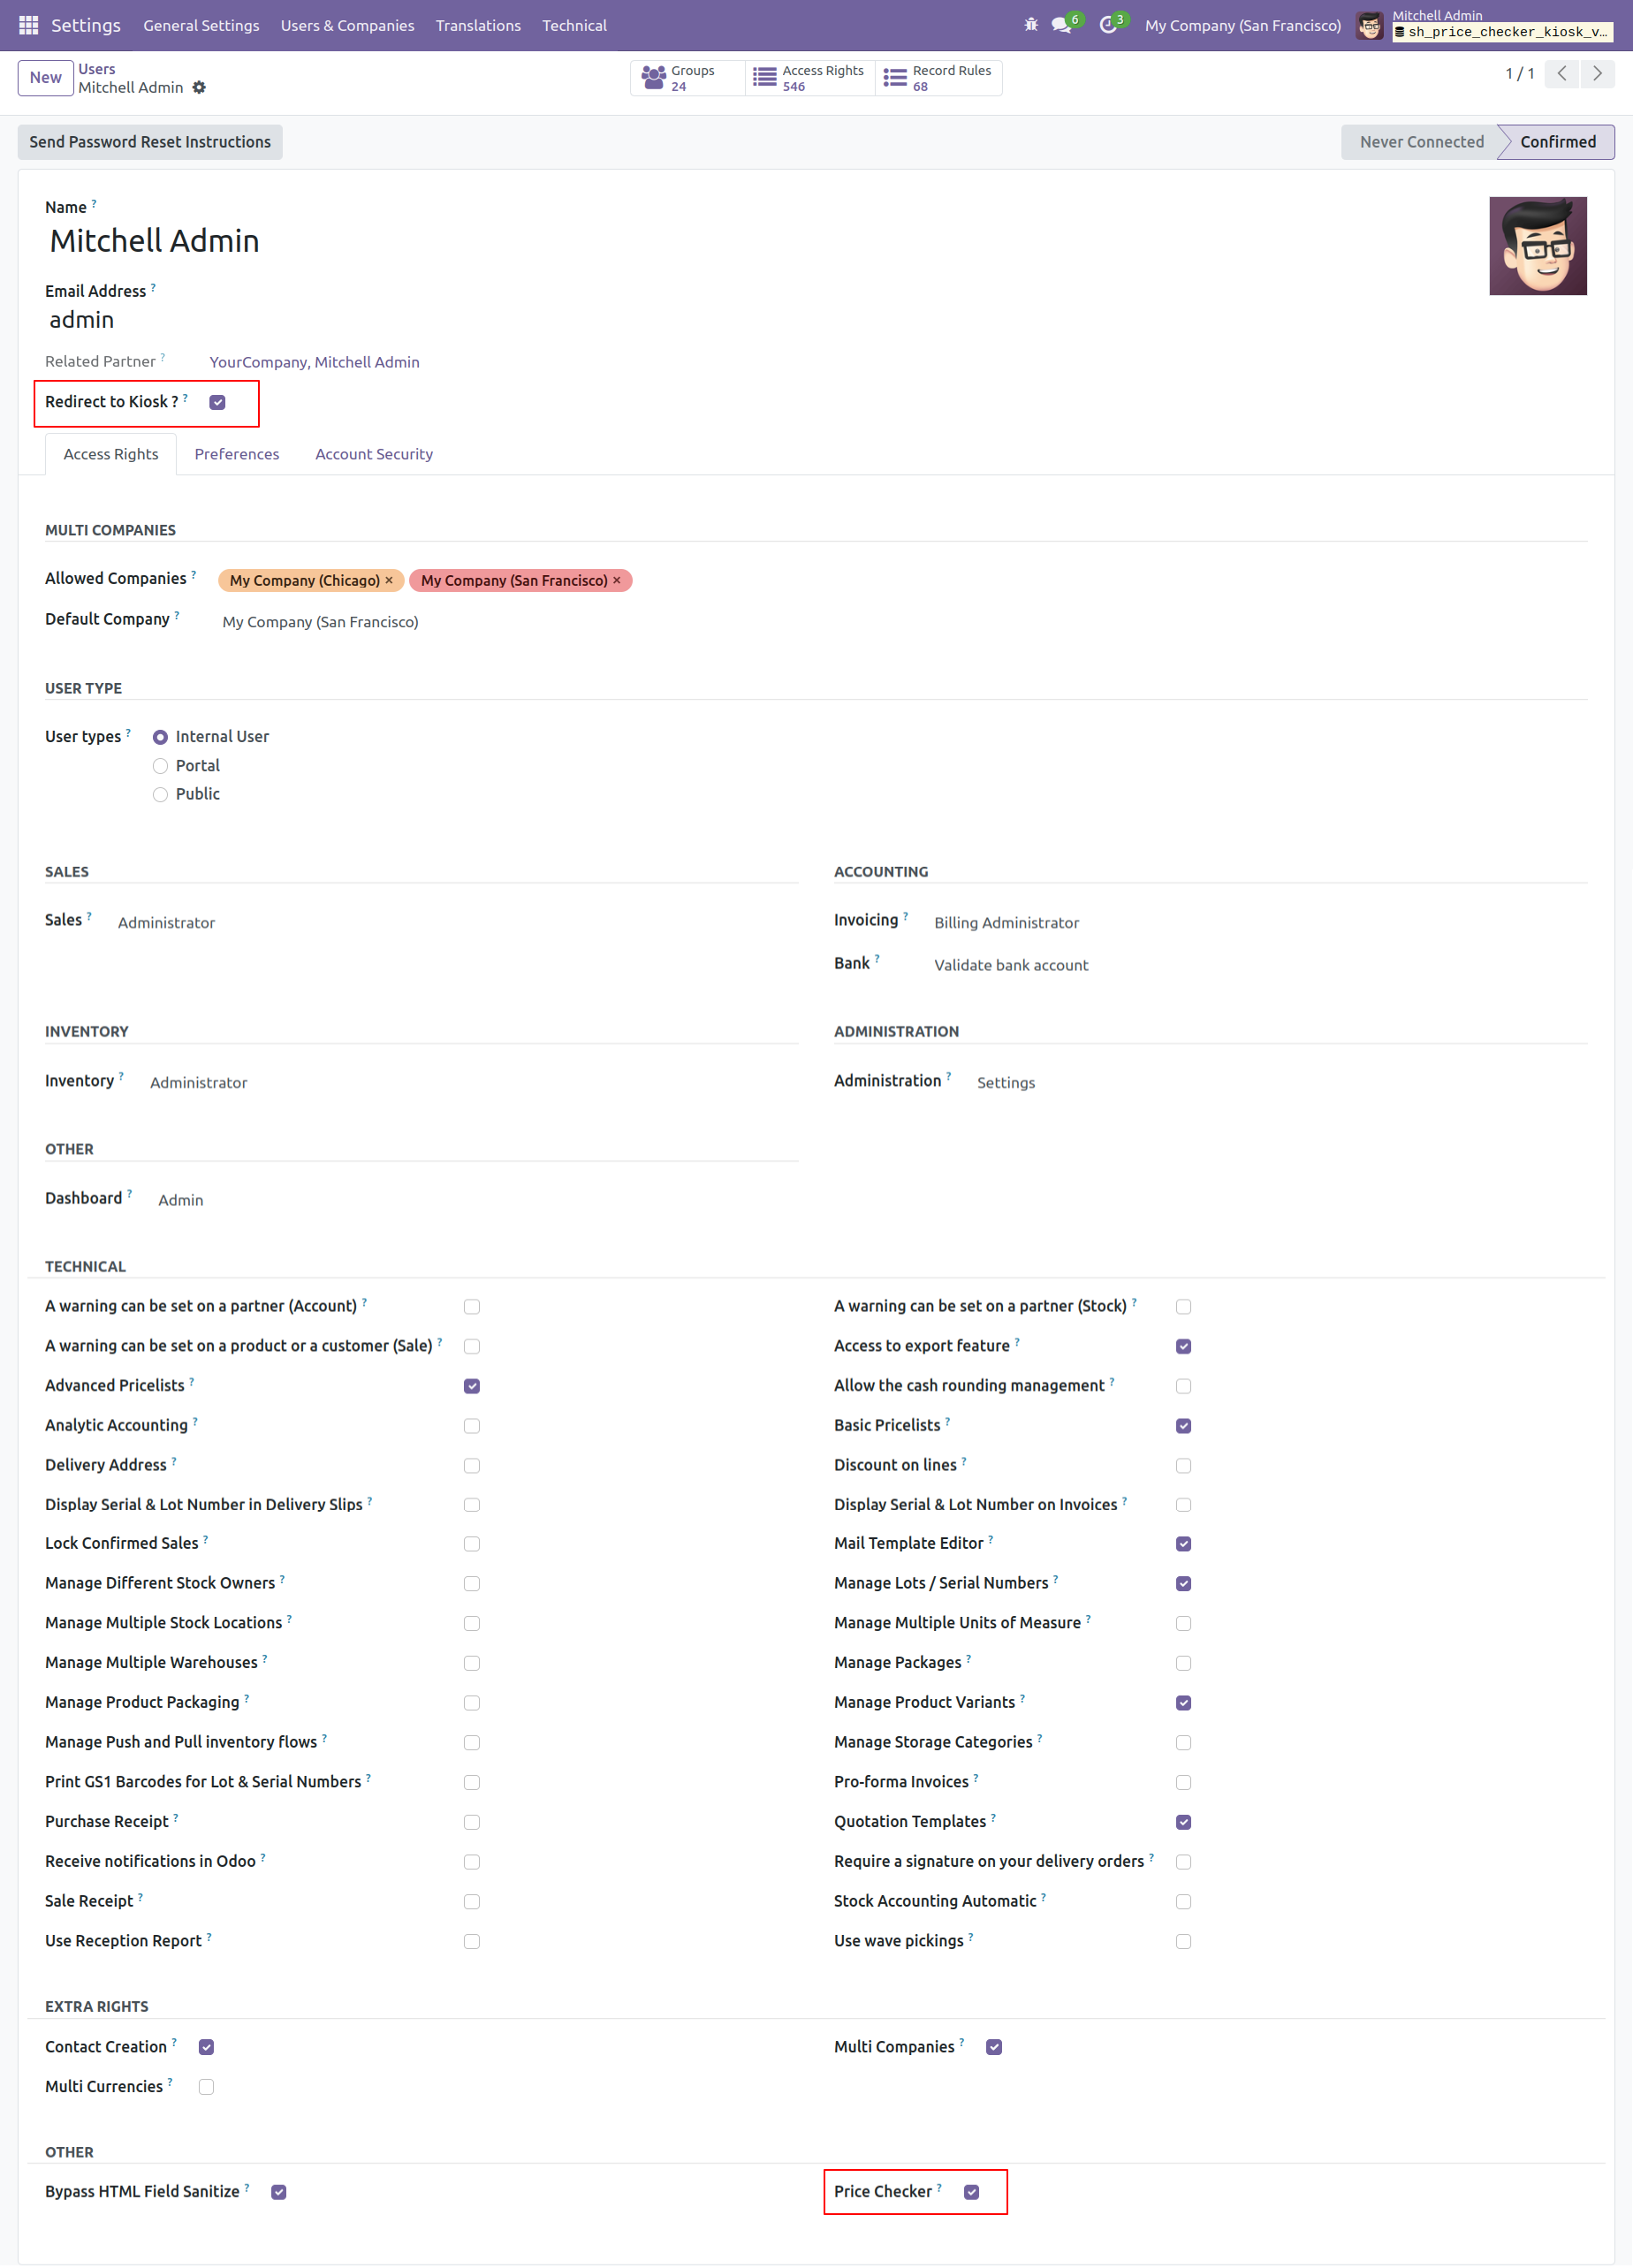 Settings General Settings Users & Companies Translations Technical 6 3 My Company (San Francisco) Mitchell Admin
sh_price_checker_kiosk_v...
New Users
Mitchell Admin
Groups 24 Access Rights 546 Record Rules 68
1 / 1
Send Password Reset Instructions Never Connected Confirmed
Name ?
Mitchell Admin
Email Address ?
admin
Related Partner ? YourCompany, Mitchell Admin
Redirect to Kiosk ? ?
Access Rights Preferences Account Security
MULTI COMPANIES
Allowed Companies ? My Company (Chicago) × My Company (San Francisco) ×
Default Company ? My Company (San Francisco)
USER TYPE
User types ? Internal User
Portal
Public
SALES ACCOUNTING
Sales ? Administrator Invoicing ? Billing Administrator
Bank ? Validate bank account
INVENTORY ADMINISTRATION
Inventory ? Administrator Administration ? Settings
OTHER
Dashboard ? Admin
TECHNICAL
A warning can be set on a partner (Account) ? A warning can be set on a partner (Stock) ?
A warning can be set on a product or a customer (Sale) ? Access to export feature ?
Advanced Pricelists ? Allow the cash rounding management ?
Analytic Accounting ? Basic Pricelists ?
Delivery Address ? Discount on lines ?
Display Serial & Lot Number in Delivery Slips ? Display Serial & Lot Number on Invoices ?
Lock Confirmed Sales ? Mail Template Editor ?
Manage Different Stock Owners ? Manage Lots / Serial Numbers ?
Manage Multiple Stock Locations ? Manage Multiple Units of Measure ?
Manage Multiple Warehouses ? Manage Packages ?
Manage Product Packaging ? Manage Product Variants ?
Manage Push and Pull inventory flows ? Manage Storage Categories ?
Print GS1 Barcodes for Lot & Serial Numbers ? Pro-forma Invoices ?
Purchase Receipt ? Quotation Templates ?
Receive notifications in Odoo ? Require a signature on your delivery orders ?
Sale Receipt ? Stock Accounting Automatic ?
Use Reception Report ? Use wave pickings ?
EXTRA RIGHTS
Contact Creation ? Multi Companies ?
Multi Currencies ?
OTHER
Bypass HTML Field Sanitize ? Price Checker ?